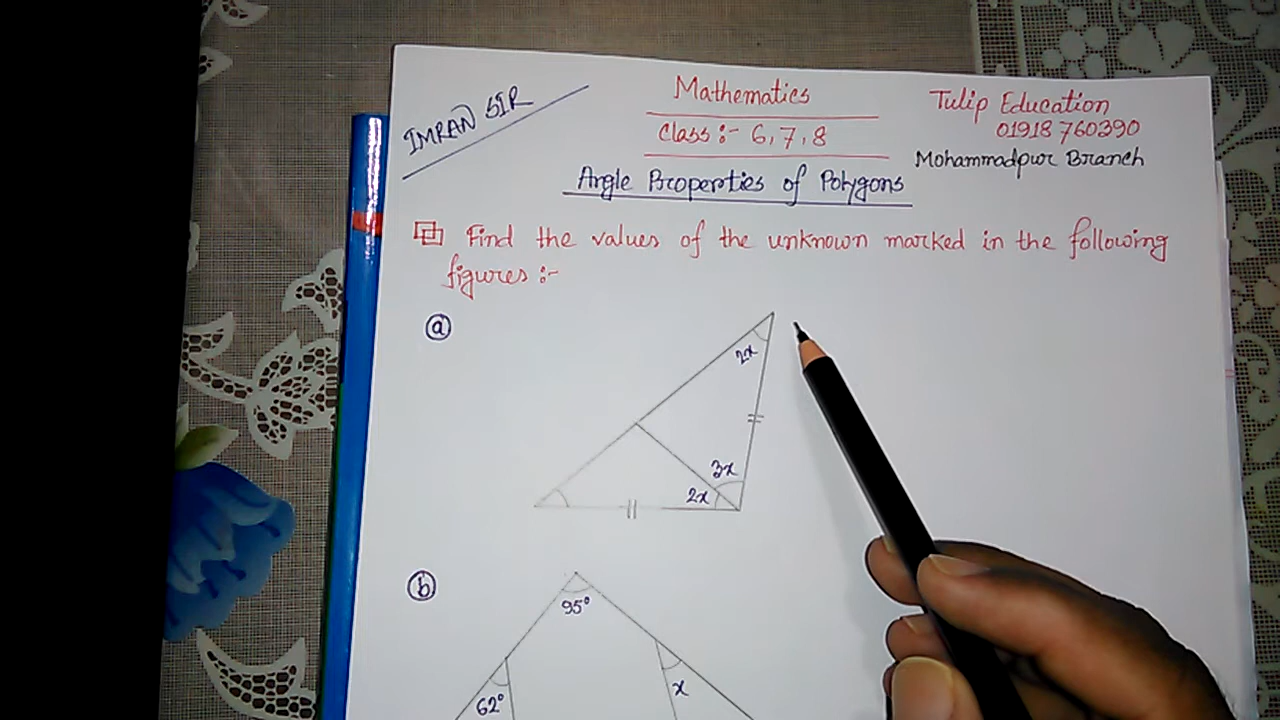 IMRAN SIR
Mathematics
Class:- 6, 7, 8
Tulip Education
01918 760390
Mohammadpur Branch
Angle Properties of Polygons
Find the values of the unknown marked in the following
figures:-
a
2x
3x
2x
b
95°
62°
x